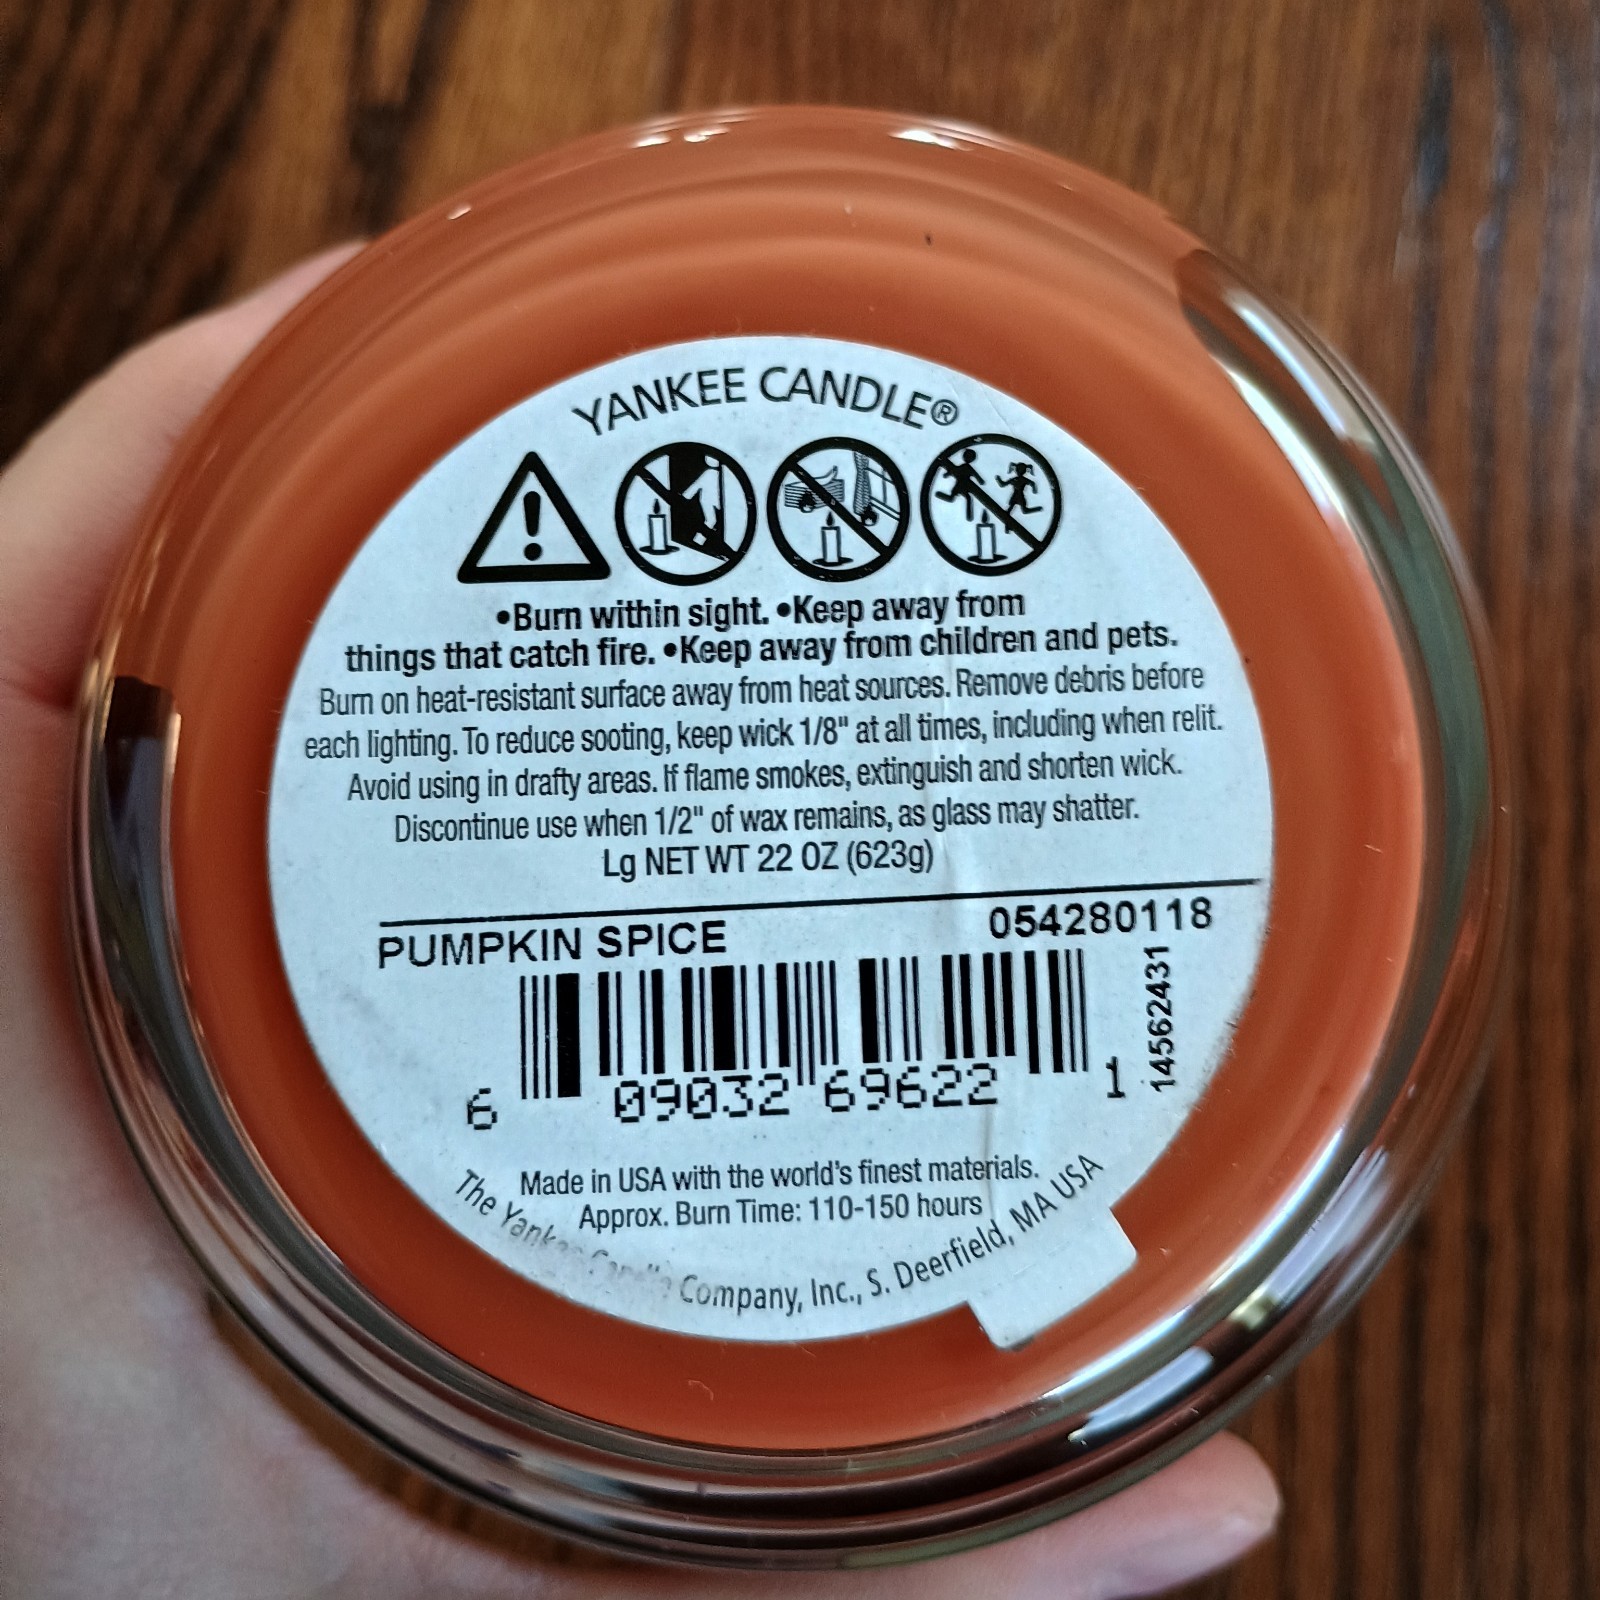 YANKEE CANDLE®
•Burn within sight. •Keep away from
things that catch fire. •Keep away from children and pets.
Burn on heat-resistant surface away from heat sources. Remove debris before
each lighting. To reduce sooting, keep wick 1/8" at all times, including when relit.
Avoid using in drafty areas. If flame smokes, extinguish and shorten wick.
Discontinue use when 1/2" of wax remains, as glass may shatter.
Lg NET WT 22 OZ (623g)
PUMPKIN SPICE
054280118
6 09032 69622 1
14562431
Made in USA with the world's finest materials.
Approx. Burn Time: 110-150 hours
The Yankee Candle Company, Inc., S. Deerfield, MA USA